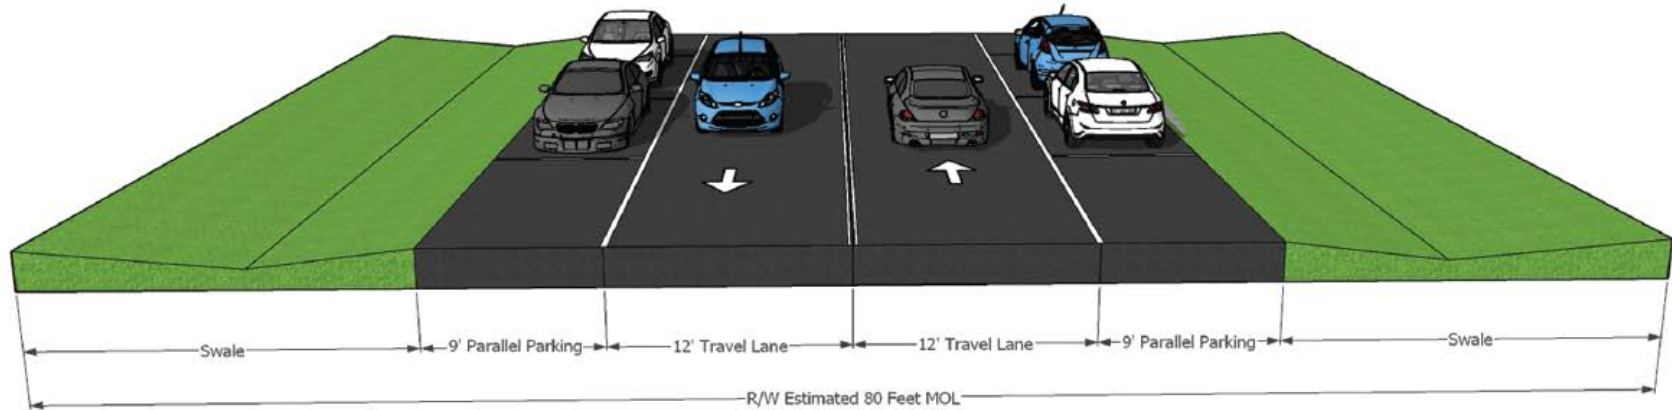 Swale
9' Parallel Parking
12' Travel Lane
12' Travel Lane
9' Parallel Parking
Swale
R/W Estimated 80 Feet MOL